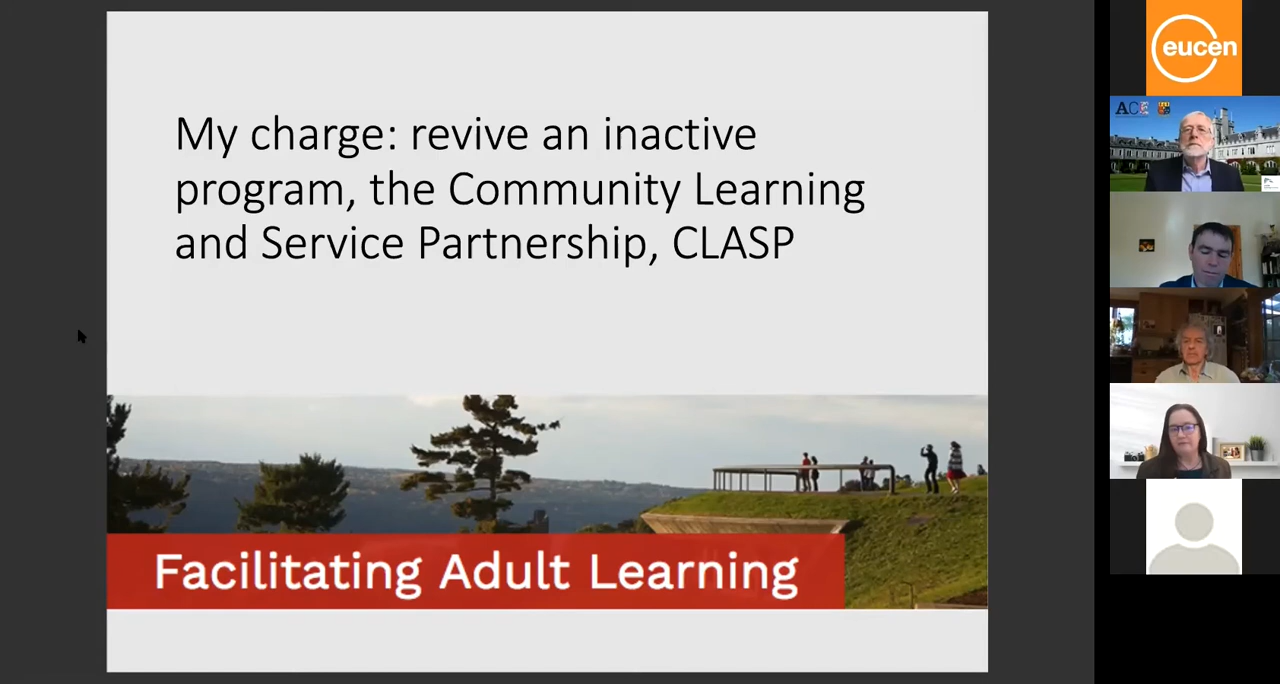 My charge: revive an inactive
program, the Community Learning
and Service Partnership, CLASP
Facilitating Adult Learning
eucen
ACE